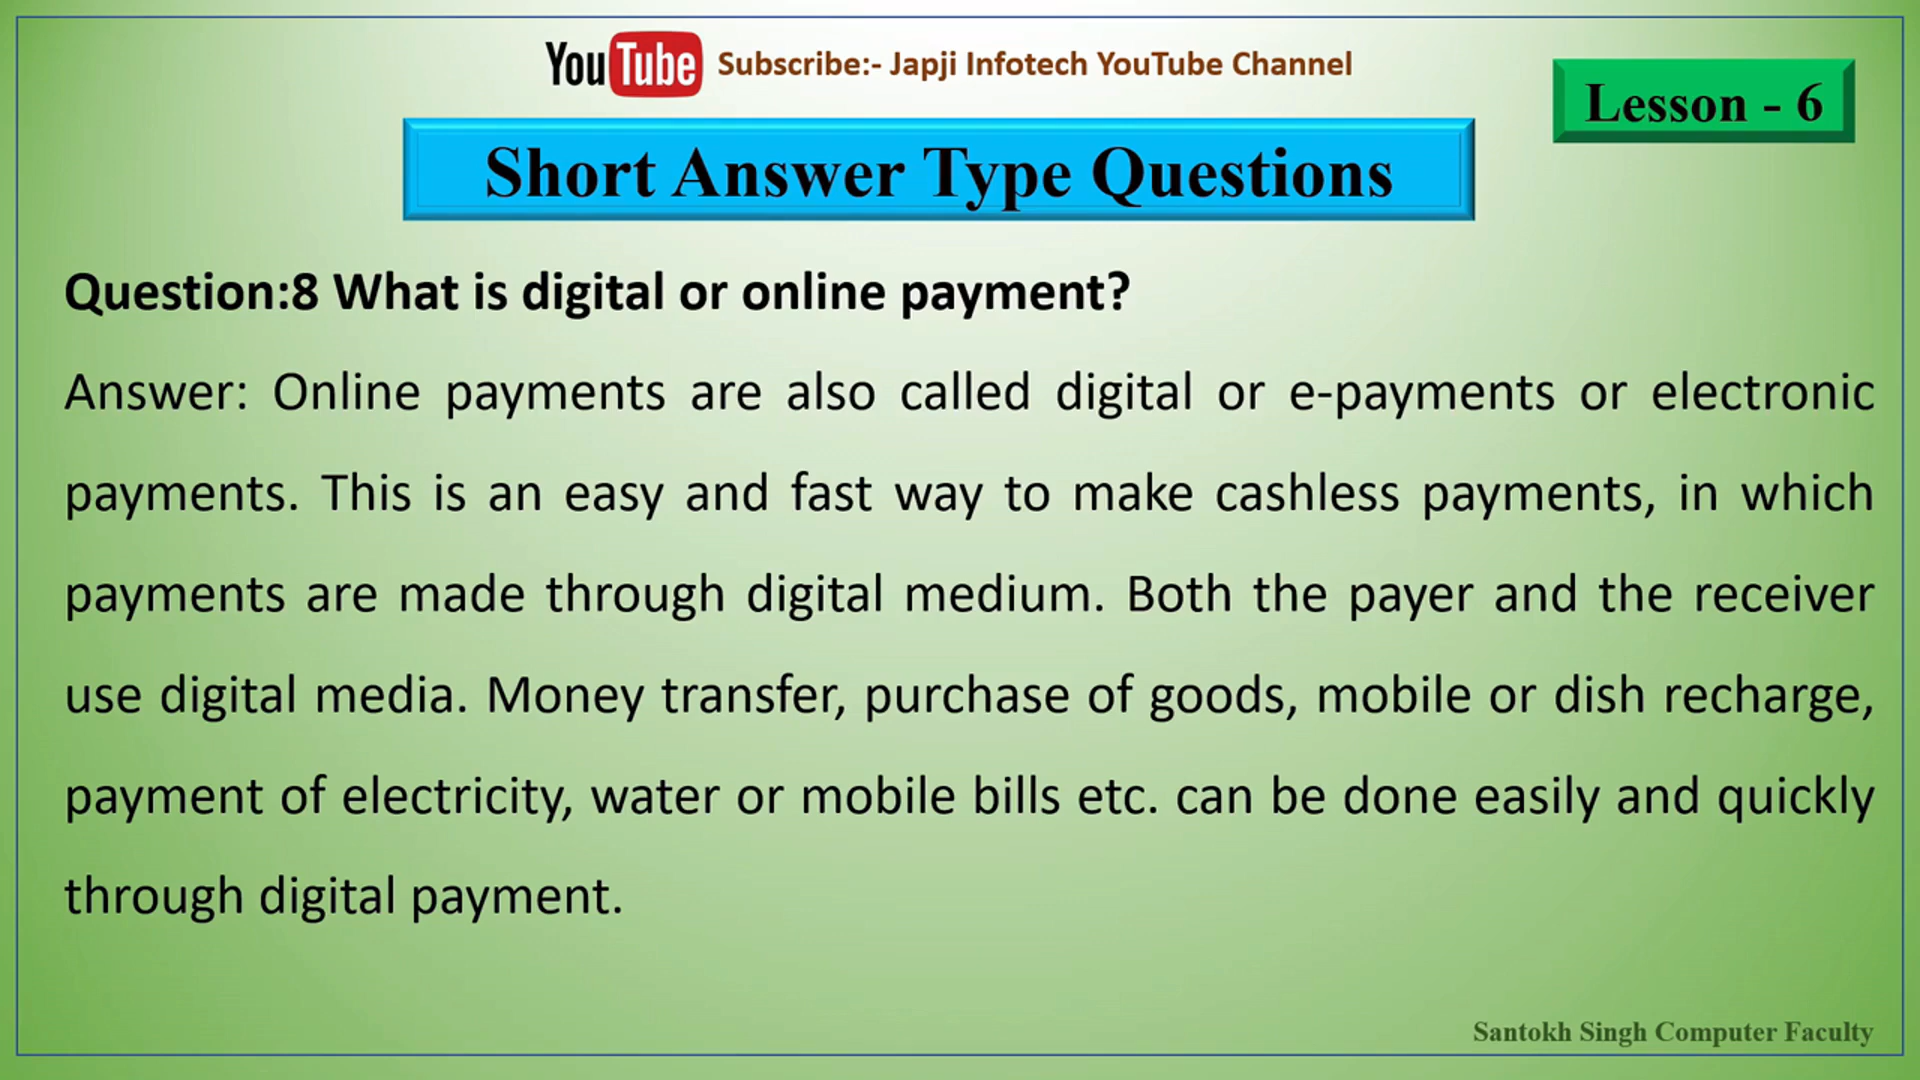 YouTube Subscribe:- Japji Infotech YouTube Channel
Lesson - 6
Short Answer Type Questions
Question:8 What is digital or online payment?
Answer: Online payments are also called digital or e-payments or electronic
payments. This is an easy and fast way to make cashless payments, in which
payments are made through digital medium. Both the payer and the receiver
use digital media. Money transfer, purchase of goods, mobile or dish recharge,
payment of electricity, water or mobile bills etc. can be done easily and quickly
through digital payment.
Santokh Singh Computer Faculty